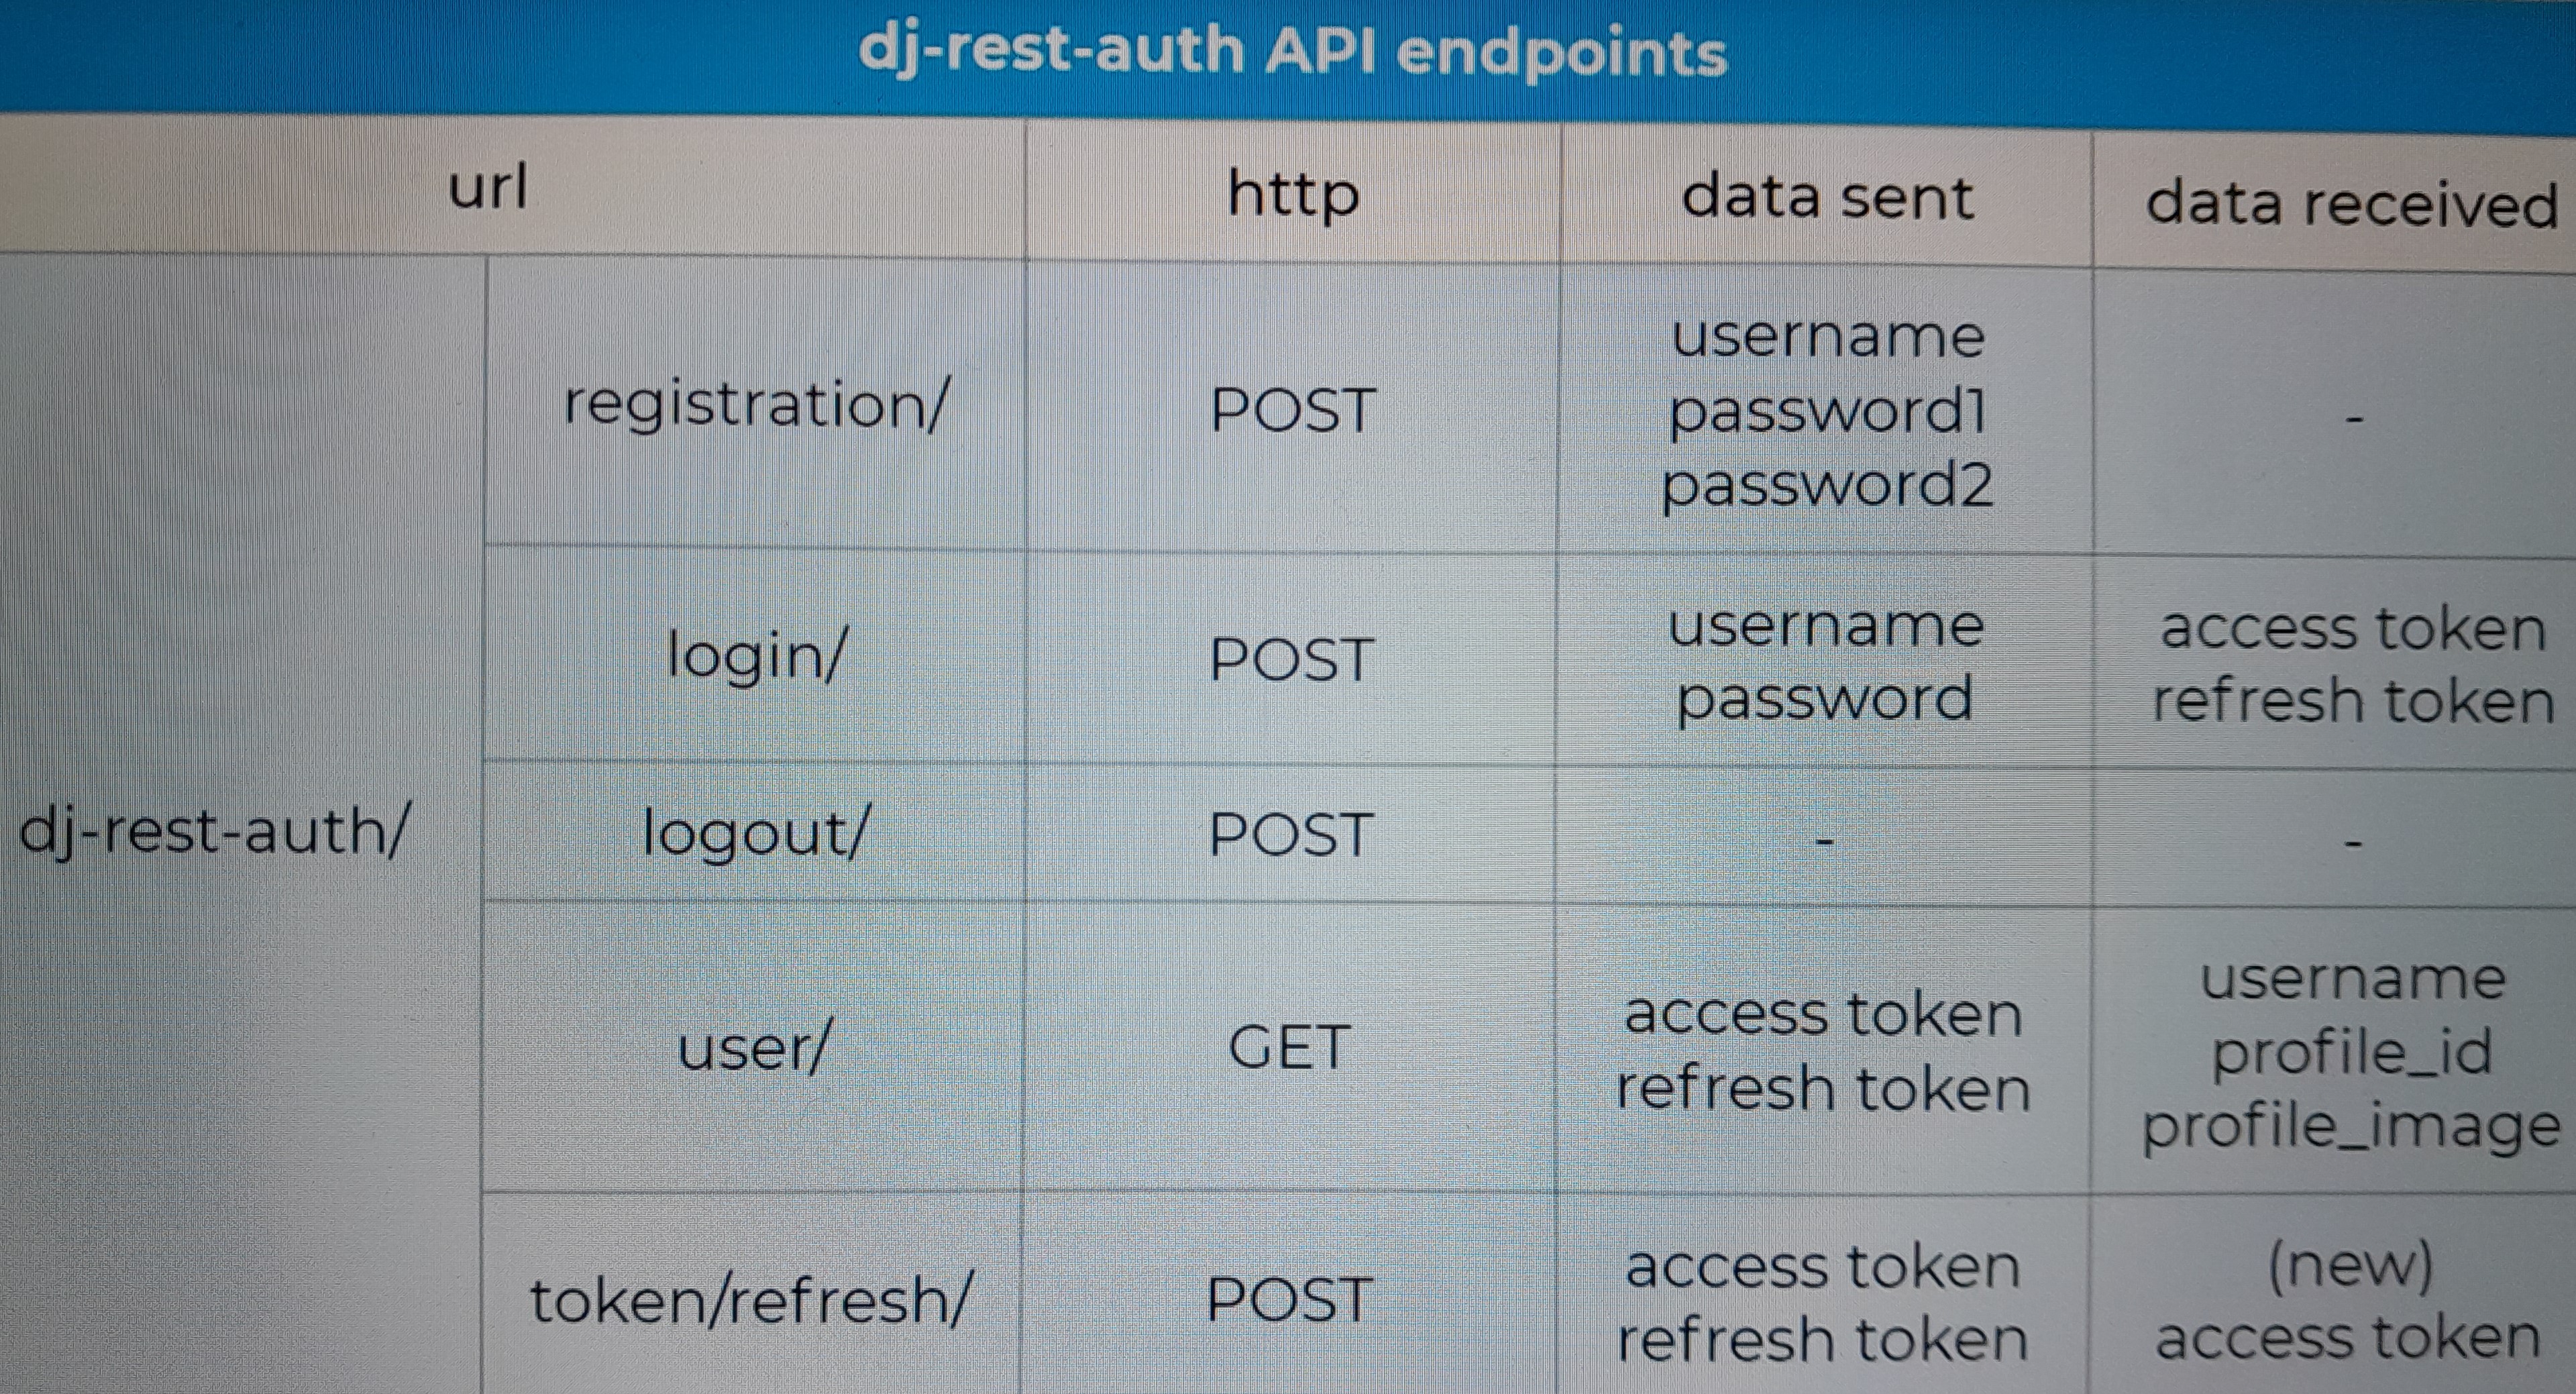 dj-rest-auth API endpoints
url http data sent data received
dj-rest-auth/
registration/ POST
username
password1
password2
-
login/ POST
username
password
access token
refresh token
logout/ POST - -
user/ GET
access token
refresh token
username
profile_id
profile_image
token/refresh/ POST
access token
refresh token
(new)
access token